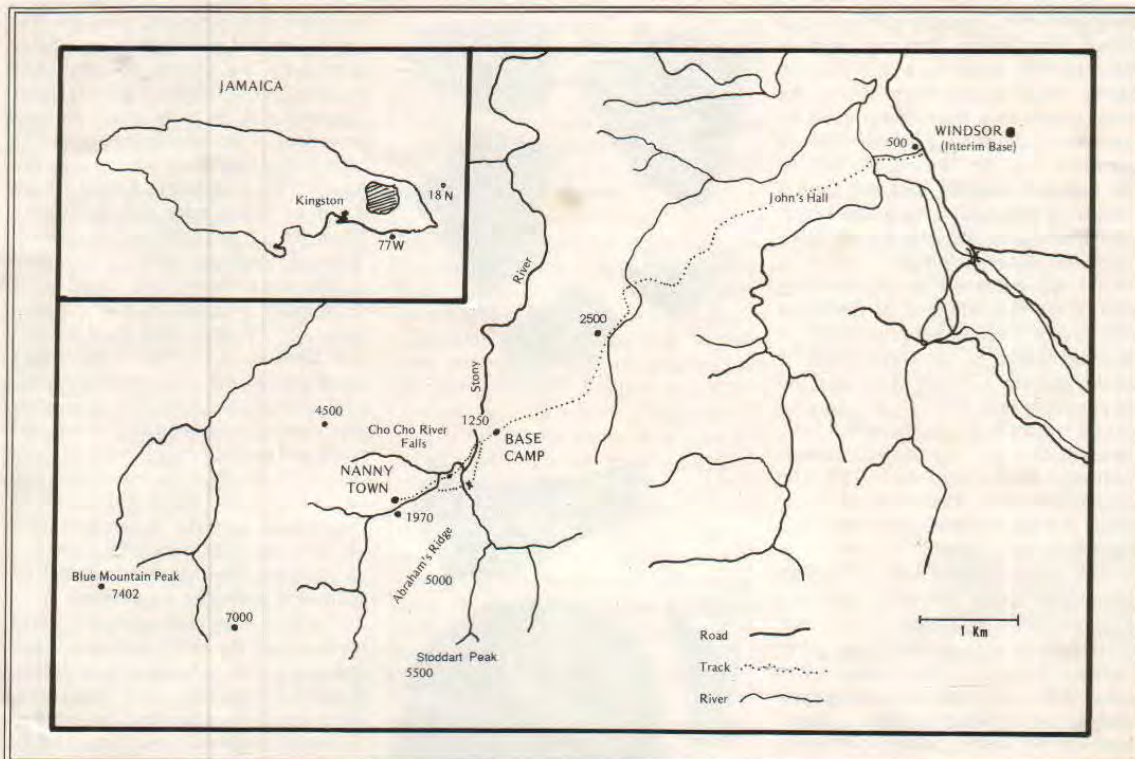 JAMAICA
Kingston
18 N
77W
500
WINDSOR
(Interim Base)
John's Hall
River
Stony
2500
4500
Cho Cho River
Falls
1250
BASE
CAMP
NANNY
TOWN
1970
Abraham's Ridge
5000
Blue Mountain Peak
7402
7000
Stoddart Peak
5500
Road
Track
River
1 Km